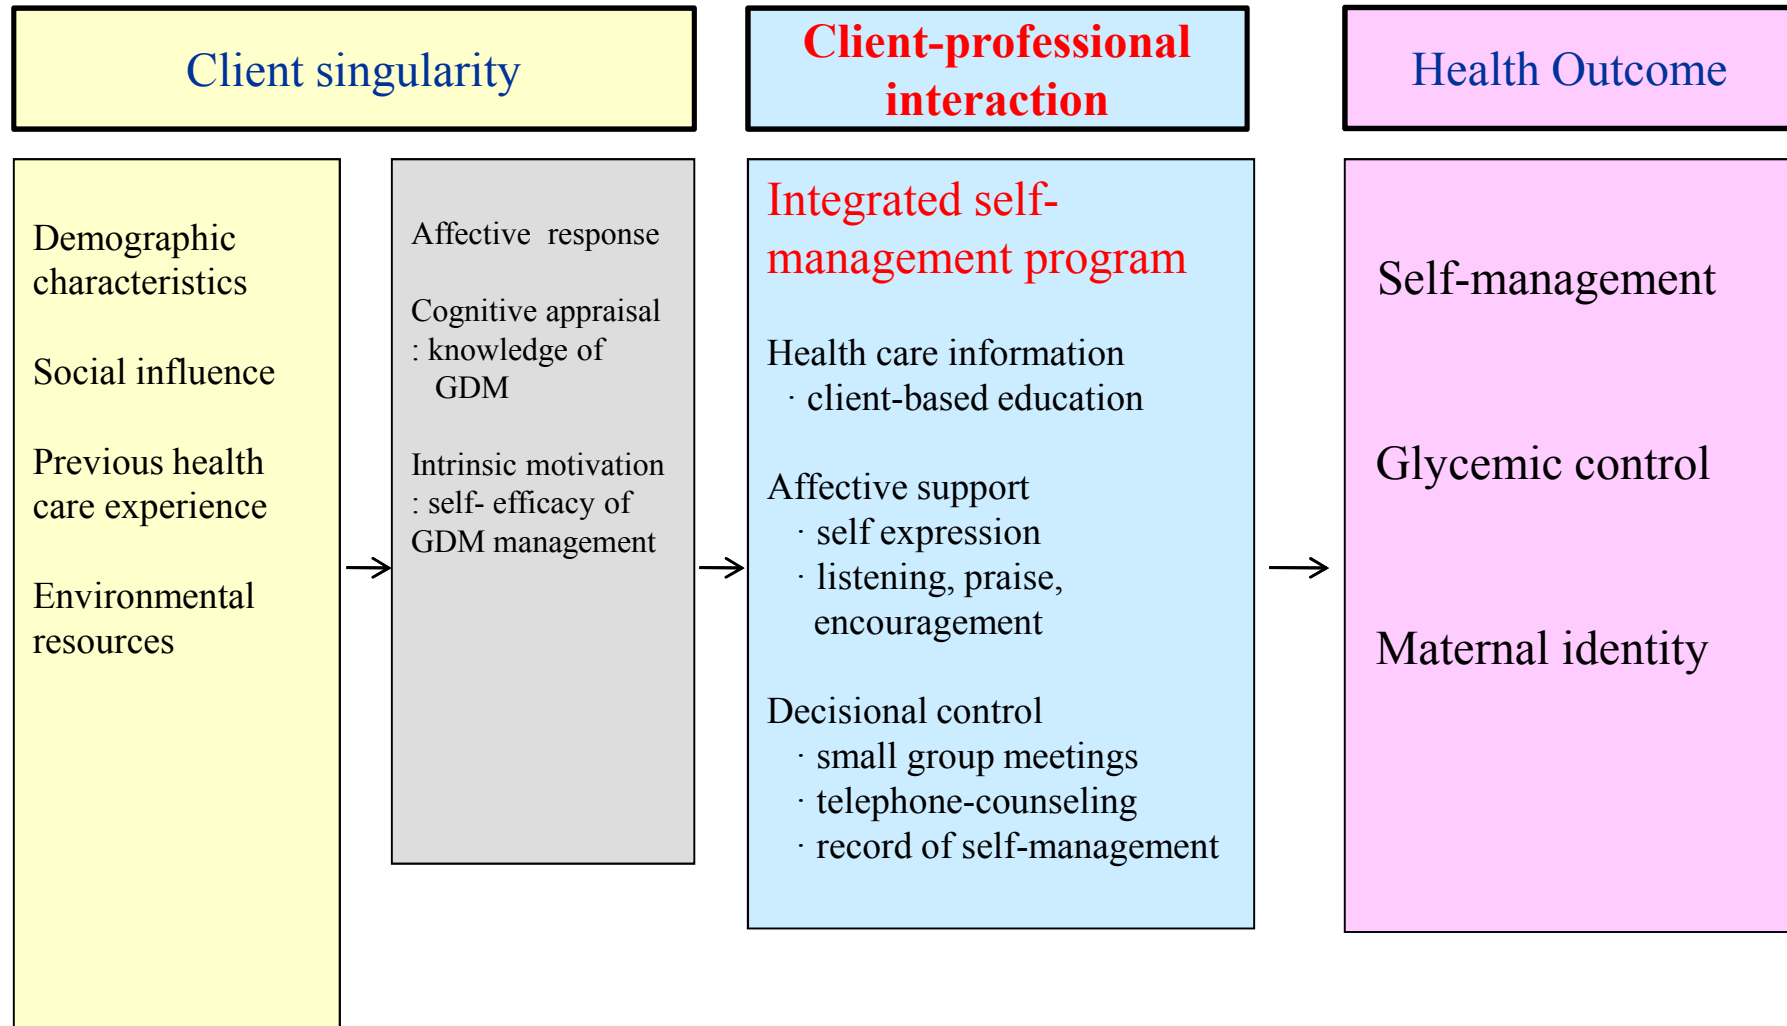 Client singularity
Client-professional
interaction
Health Outcome
Demographic
characteristics
Social influence
Previous health
care experience
Environmental
resources
Affective  response
Cognitive appraisal
: knowledge of
GDM
Intrinsic motivation
: self- efficacy of
GDM management
Integrated self-
management program
Health care information
· client-based education
Affective support
· self expression
· listening, praise,
encouragement
Decisional control
· small group meetings
· telephone-counseling
· record of self-management
Self-management
Glycemic control
Maternal identity